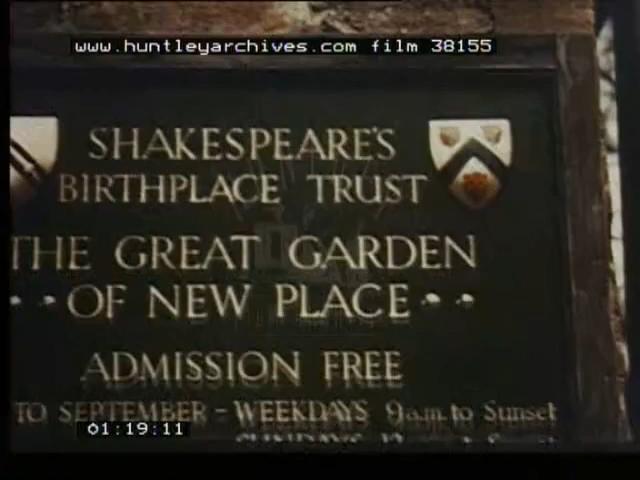 www.huntleyarchives.com film 38155
SHAKESPEARE'S
BIRTHPLACE TRUST
THE GREAT GARDEN
OF NEW PLACE
ADMISSION FREE
TO SEPTEMBER - WEEKDAYS 9a.m. to Sunset
01:19:11